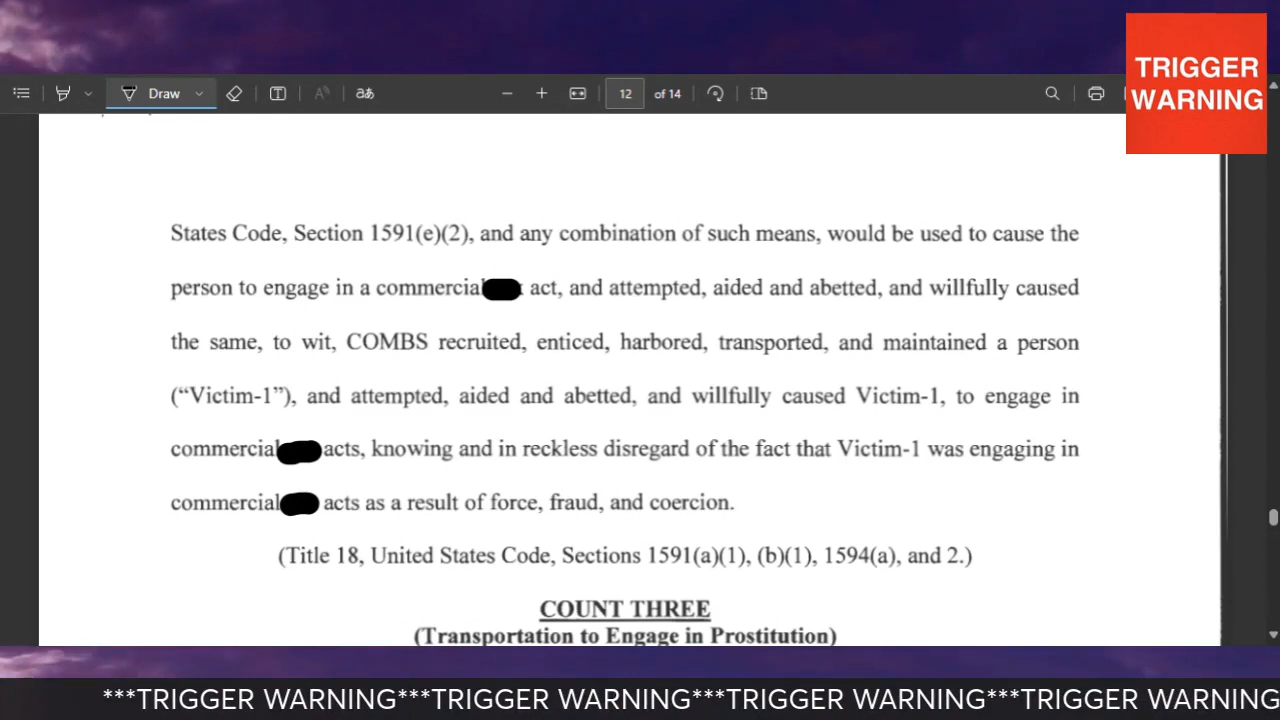 TRIGGER
WARNING
Draw
12 of 14
States Code, Section 1591(e)(2), and any combination of such means, would be used to cause the
person to engage in a commercial act, and attempted, aided and abetted, and willfully caused
the same, to wit, COMBS recruited, enticed, harbored, transported, and maintained a person
(“Victim-1”), and attempted, aided and abetted, and willfully caused Victim-1, to engage in
commercial acts, knowing and in reckless disregard of the fact that Victim-1 was engaging in
commercial acts as a result of force, fraud, and coercion.
(Title 18, United States Code, Sections 1591(a)(1), (b)(1), 1594(a), and 2.)
COUNT THREE
(Transportation to Engage in Prostitution)
***TRIGGER WARNING***TRIGGER WARNING***TRIGGER WARNING***TRIGGER WARNING